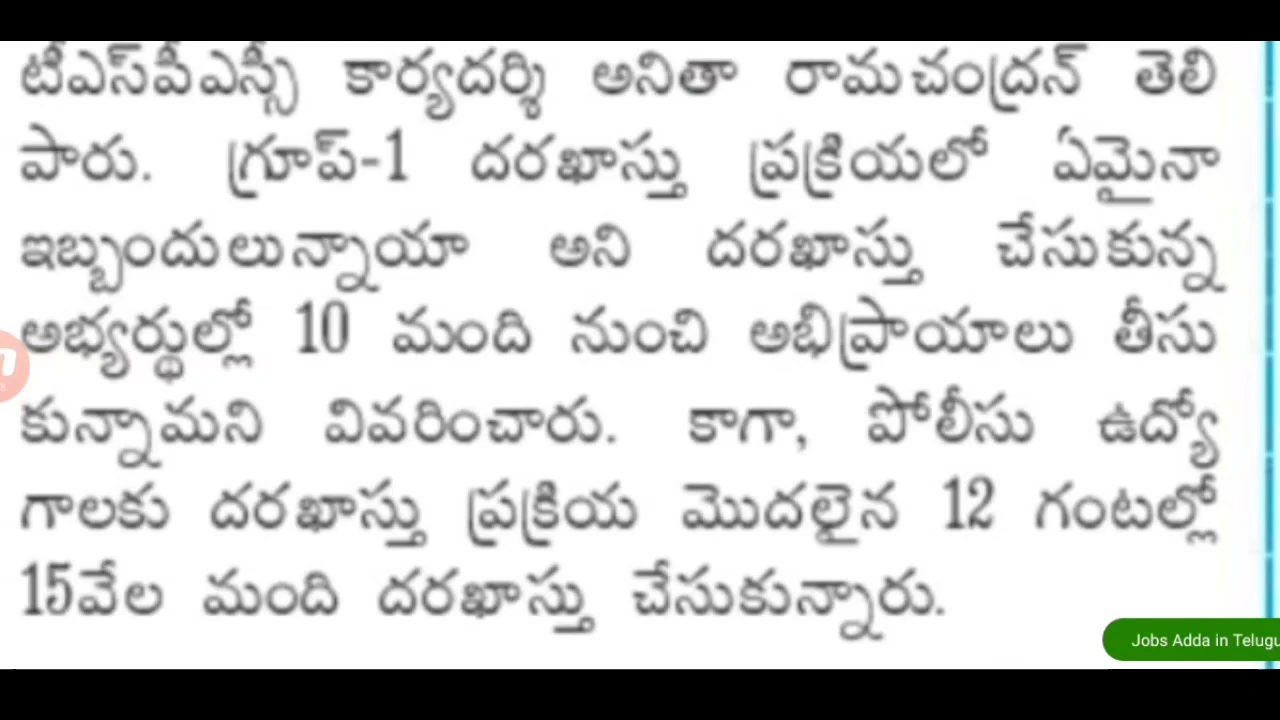 టీఎస్‌పీఎస్సీ కార్యదర్శి అనితా రామచంద్రన్ తెలి
పారు. గ్రూప్-1 దరఖాస్తు ప్రక్రియలో ఏమైనా
ఇబ్బందులున్నాయా అని దరఖాస్తు చేసుకున్న
అభ్యర్థుల్లో 10 మంది నుంచి అభిప్రాయాలు తీసు
కున్నామని వివరించారు. కాగా, పోలీసు ఉద్యో
గాలకు దరఖాస్తు ప్రక్రియ మొదలైన 12 గంటల్లో
15వేల మంది దరఖాస్తు చేసుకున్నారు.
Jobs Adda in Telugu